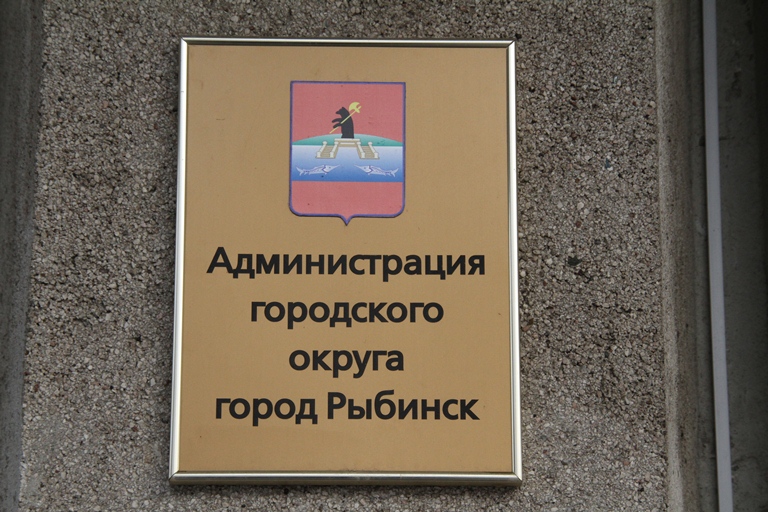 Администрация
городского
округа
город Рыбинск